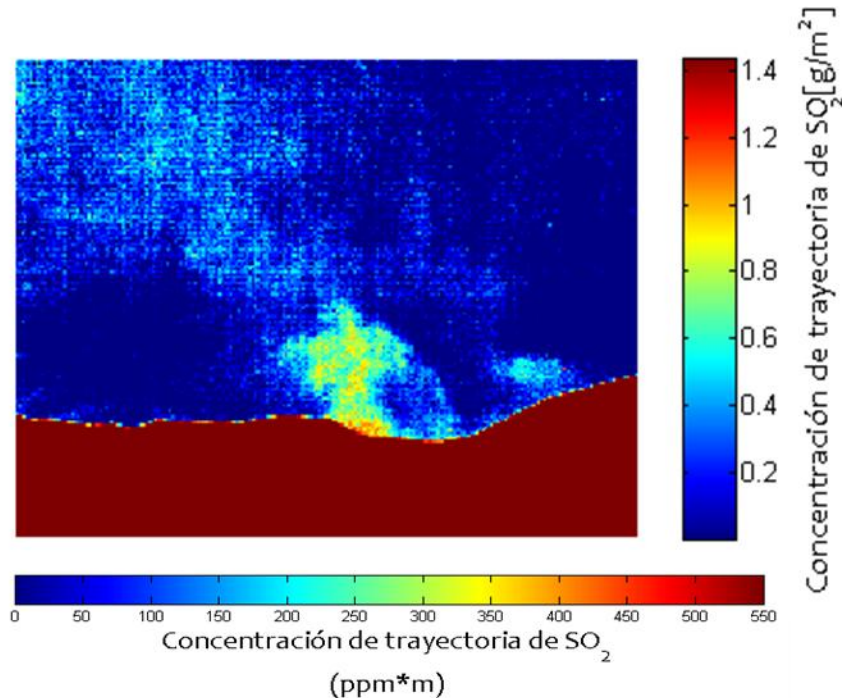 1.4
1.2
1
0.8
0.6
0.4
0.2
Concentración de trayectoria de SO2[g/m²]
0 50 100 150 200 250 300 350 400 450 500 550
Concentración de trayectoria de SO2
(ppm*m)